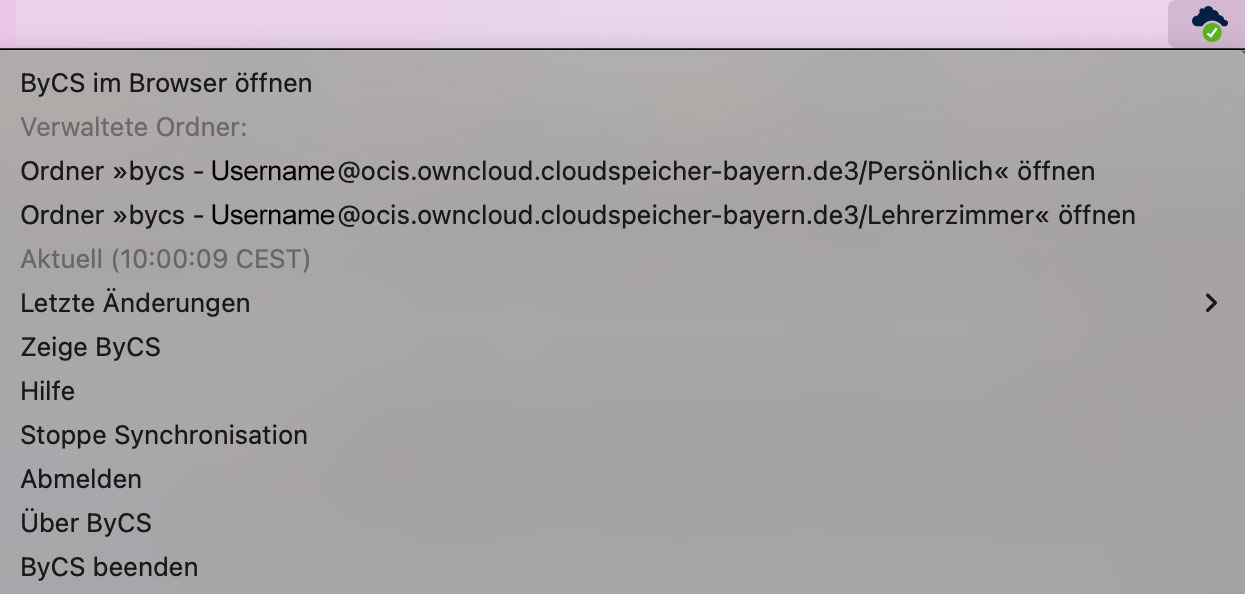 ByCS im Browser öffnen
Verwaltete Ordner:
Ordner »bycs - Username@ocis.owncloud.cloudspeicher-bayern.de3/Persönlich« öffnen
Ordner »bycs - Username@ocis.owncloud.cloudspeicher-bayern.de3/Lehrerzimmer« öffnen
Aktuell (10:00:09 CEST)
Letzte Änderungen
Zeige ByCS
Hilfe
Stoppe Synchronisation
Abmelden
Über ByCS
ByCS beenden